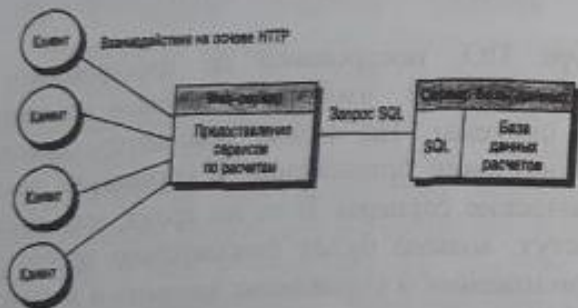 Клиент
Взаимодействие на основе HTTP
Клиент
Клиент
Клиент
Web-сервер
Предоставление
сервисов
по расчетам
Запрос SQL
Сервер базы данных
SQL
База
данных
расчетов